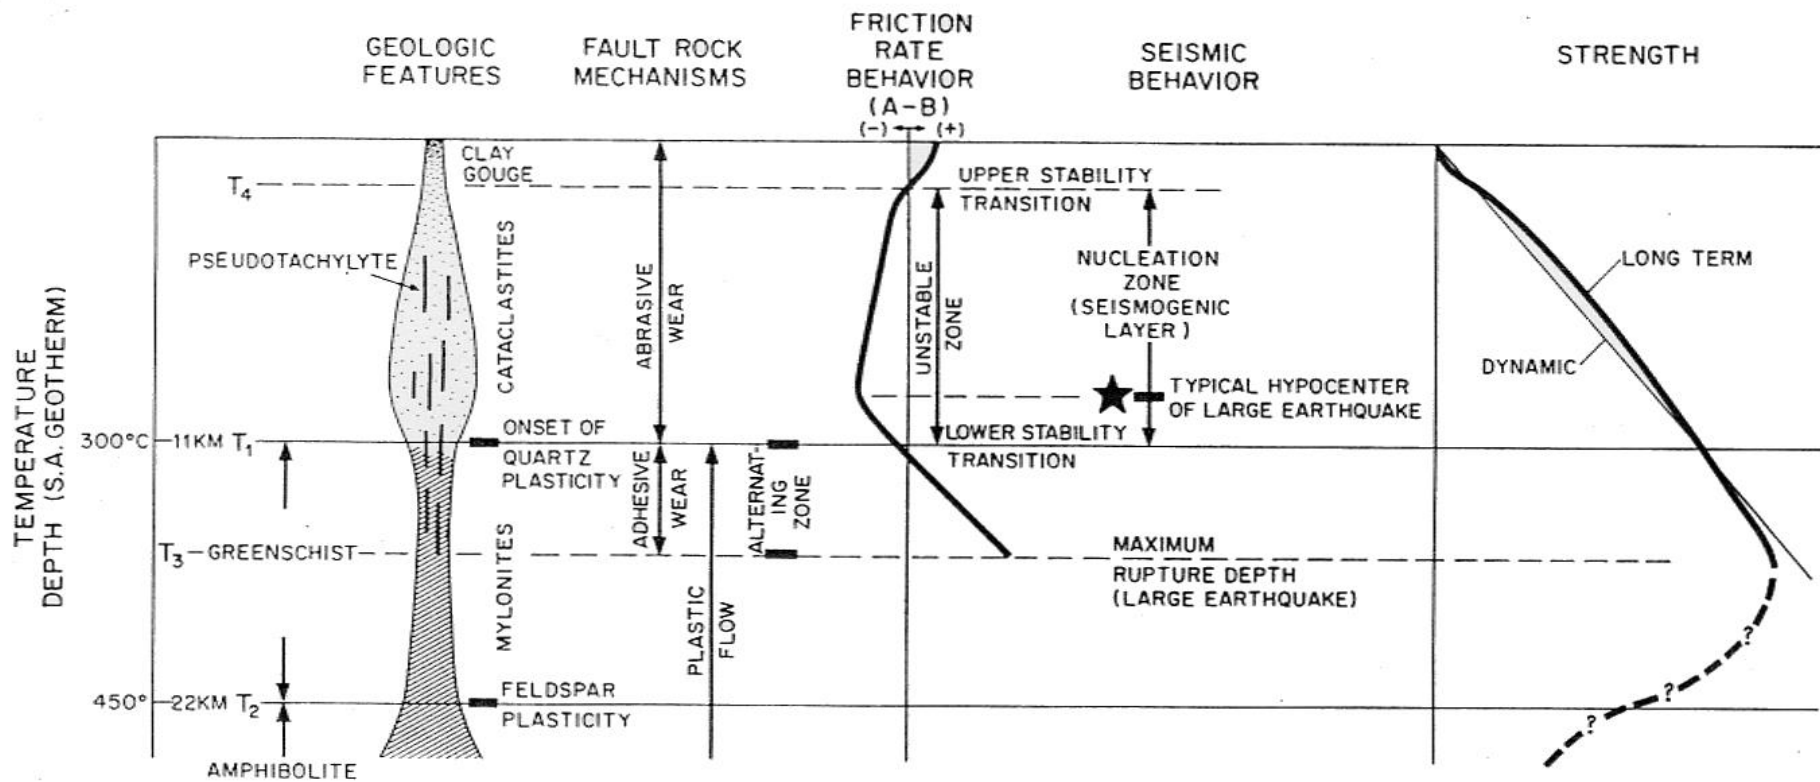 GEOLOGIC
FEATURES
FAULT ROCK
MECHANISMS
FRICTION
RATE
BEHAVIOR
(A-B)
(-) (+)
SEISMIC
BEHAVIOR
STRENGTH
TEMPERATURE
DEPTH (S.A. GEOTHERM)
CLAY
GOUGE
T4
UPPER STABILITY
TRANSITION
PSEUDOTACHYLYTE
CATACLASTITES
ABRASIVE
WEAR
UNSTABLE
ZONE
NUCLEATION
ZONE
(SEISMOGENIC
LAYER)
LONG TERM
DYNAMIC
TYPICAL HYPOCENTER
OF LARGE EARTHQUAKE
300°C
11KM T1
ONSET OF
QUARTZ
PLASTICITY
LOWER STABILITY
TRANSITION
ADHESIVE
WEAR
ALTERNAT-
ING
ZONE
T3
GREENSCHIST
MYLONITES
PLASTIC
FLOW
MAXIMUM
RUPTURE DEPTH
(LARGE EARTHQUAKE)
?
?
?
450°
22KM T2
FELDSPAR
PLASTICITY
AMPHIBOLITE